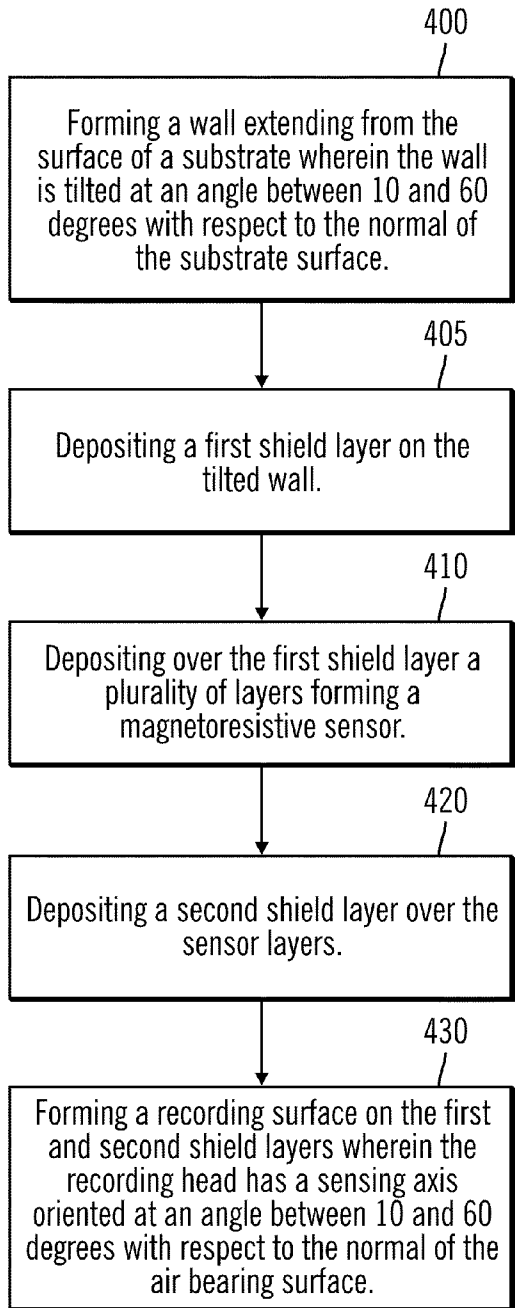 400
Forming a wall extending from the
surface of a substrate wherein the wall
is tilted at an angle between 10 and 60
degrees with respect to the normal of
the substrate surface.
405
Depositing a first shield layer on the
tilted wall.
410
Depositing over the first shield layer a
plurality of layers forming a
magnetoresistive sensor.
420
Depositing a second shield layer over the
sensor layers.
430
Forming a recording surface on the first
and second shield layers wherein the
recording head has a sensing axis
oriented at an angle between 10 and 60
degrees with respect to the normal of the
air bearing surface.